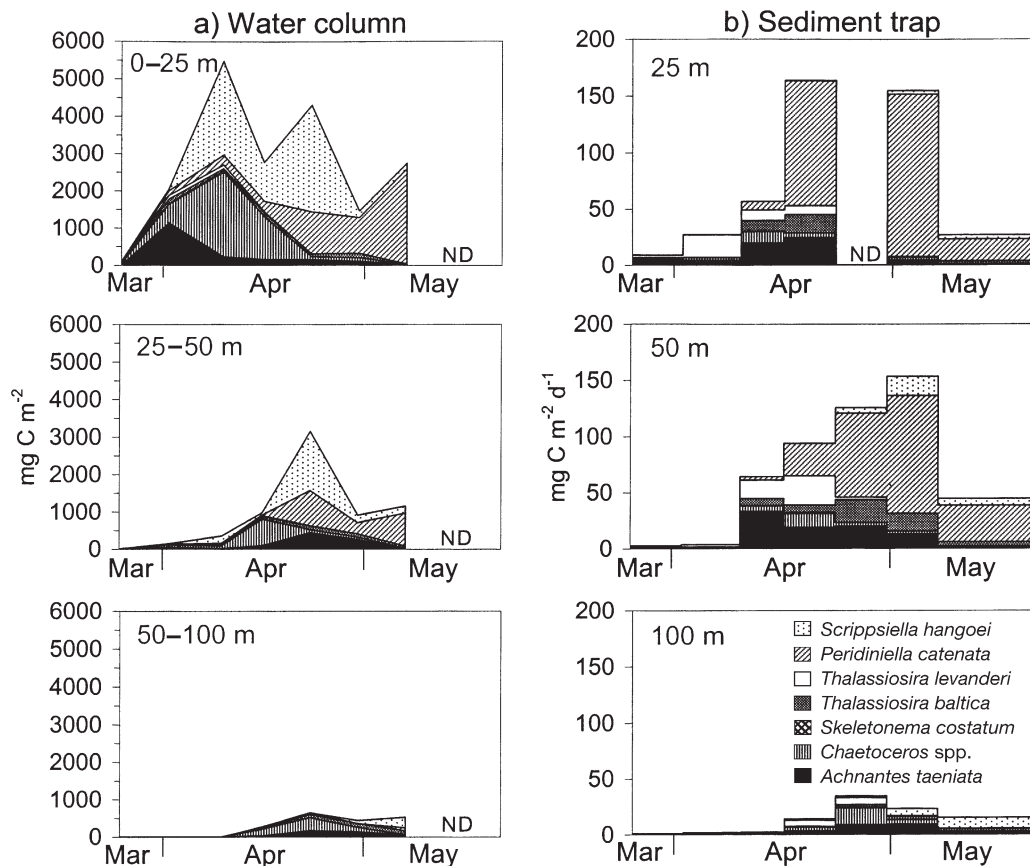 a) Water column
b) Sediment trap
0–25 m
6000
5000
4000
3000
2000
1000
0
ND
Mar Apr May
25 m
200
150
100
50
0
ND
Mar Apr May
25–50 m
6000
5000
4000
3000
2000
1000
0
mg C m⁻²
ND
Mar Apr May
50 m
200
150
100
50
0
mg C m⁻² d⁻¹
Mar Apr May
50–100 m
6000
5000
4000
3000
2000
1000
0
ND
Mar Apr May
100 m
200
150
100
50
0
Scrippsiella hangoei
Peridiniella catenata
Thalassiosira levanderi
Thalassiosira baltica
Skeletonema costatum
Chaetoceros spp.
Achnantes taeniata
Mar Apr May